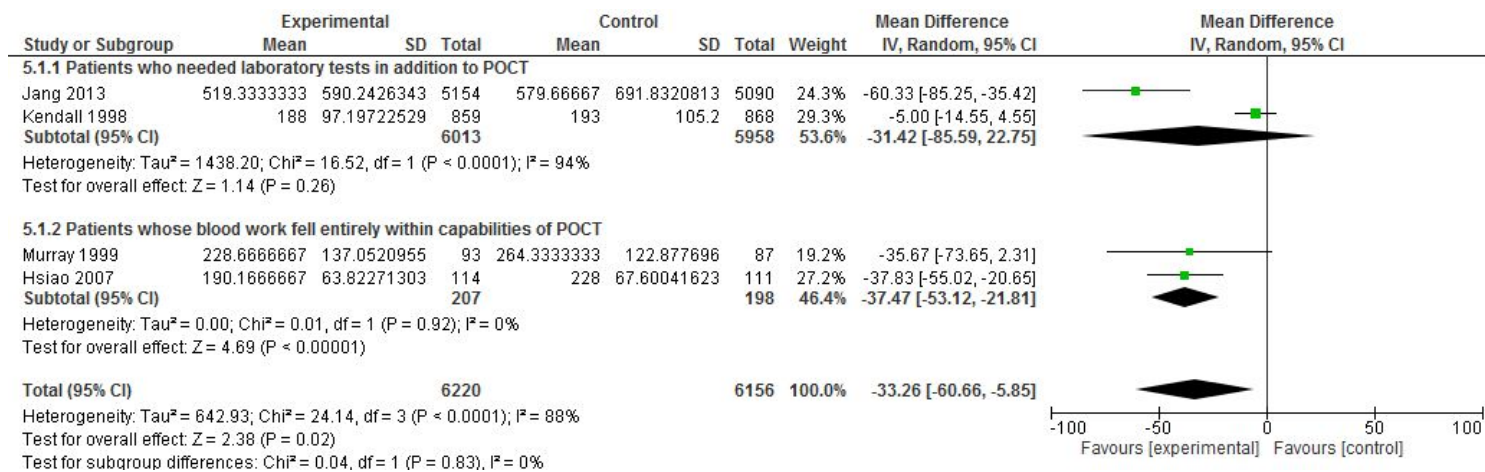 Experimental Control Mean Difference Mean Difference
Study or Subgroup Mean SD Total Mean SD Total Weight IV, Random, 95% CI IV, Random, 95% CI
5.1.1 Patients who needed laboratory tests in addition to POCT
Jang 2013 519.3333333 590.2426343 5154 579.66667 691.8320813 5090 24.3% -60.33 [-85.25, -35.42]
Kendall 1998 188 97.19722529 859 193 105.2 868 29.3% -5.00 [-14.55, 4.55]
Subtotal (95% CI) 6013 5958 53.6% -31.42 [-85.59, 22.75]
Heterogeneity: Tau² = 1438.20; Chi² = 16.52, df = 1 (P < 0.0001); I² = 94%
Test for overall effect: Z = 1.14 (P = 0.26)
5.1.2 Patients whose blood work fell entirely within capabilities of POCT
Murray 1999 228.6666667 137.0520955 93 264.3333333 122.877696 87 19.2% -35.67 [-73.65, 2.31]
Hsiao 2007 190.1666667 63.82271303 114 228 67.60041623 111 27.2% -37.83 [-55.02, -20.65]
Subtotal (95% CI) 207 198 46.4% -37.47 [-53.12, -21.81]
Heterogeneity: Tau² = 0.00; Chi² = 0.01, df = 1 (P = 0.92); I² = 0%
Test for overall effect: Z = 4.69 (P < 0.00001)
Total (95% CI) 6220 6156 100.0% -33.26 [-60.66, -5.85]
Heterogeneity: Tau² = 642.93; Chi² = 24.14, df = 3 (P < 0.0001); I² = 88%
Test for overall effect: Z = 2.38 (P = 0.02)
Test for subgroup differences: Chi² = 0.04, df = 1 (P = 0.83), I² = 0%
-100 -50 0 50 100
Favours [experimental] Favours [control]